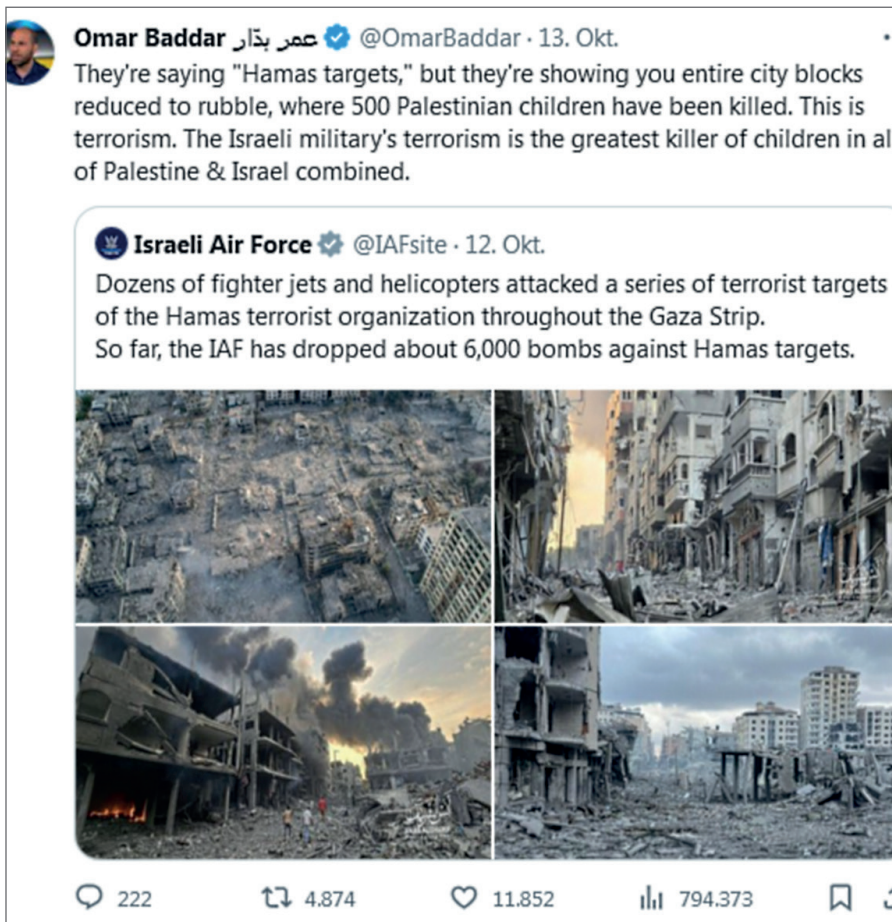 Omar Baddar عمر بدّار @OmarBaddar · 13. Okt.
They're saying "Hamas targets," but they're showing you entire city blocks
reduced to rubble, where 500 Palestinian children have been killed. This is
terrorism. The Israeli military's terrorism is the greatest killer of children in al
of Palestine & Israel combined.
Israeli Air Force @IAFsite · 12. Okt.
Dozens of fighter jets and helicopters attacked a series of terrorist targets
of the Hamas terrorist organization throughout the Gaza Strip.
So far, the IAF has dropped about 6,000 bombs against Hamas targets.
222 4.874 11.852 794.373